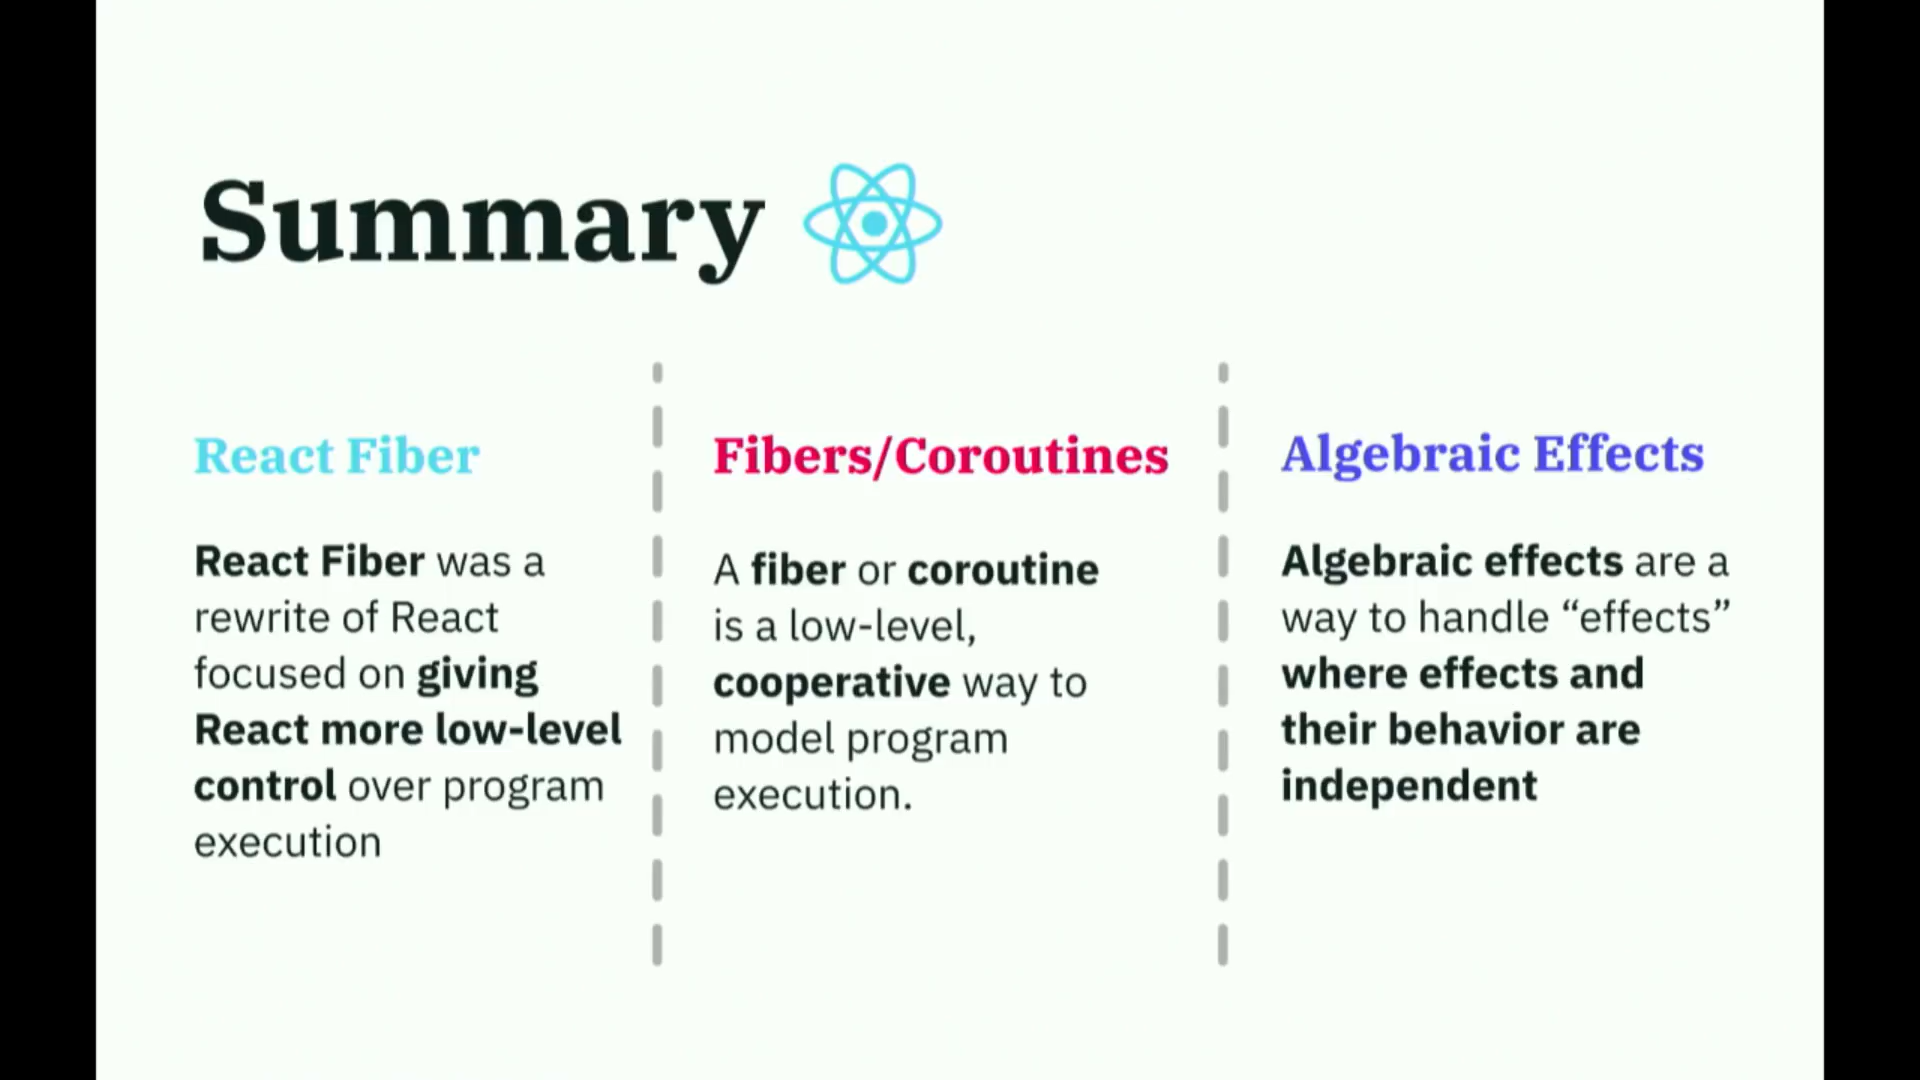 Summary
React Fiber
React Fiber was a
rewrite of React
focused on giving
React more low-level
control over program
execution
Fibers/Coroutines
A fiber or coroutine
is a low-level,
cooperative way to
model program
execution.
Algebraic Effects
Algebraic effects are a
way to handle “effects”
where effects and
their behavior are
independent